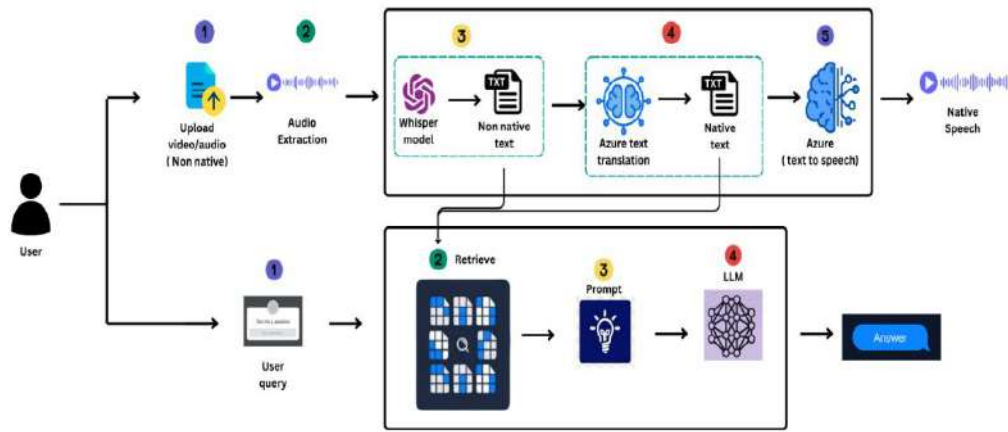 1
2
3
4
5
Upload
video/audio
( Non native)
Audio
Extraction
Whisper
model
TXT
Non native
text
Azure text
translation
TXT
Native
text
Azure
( text to speech)
Native
Speech
User
1
User
query
2 Retrieve
3
Prompt
4
LLM
Answer